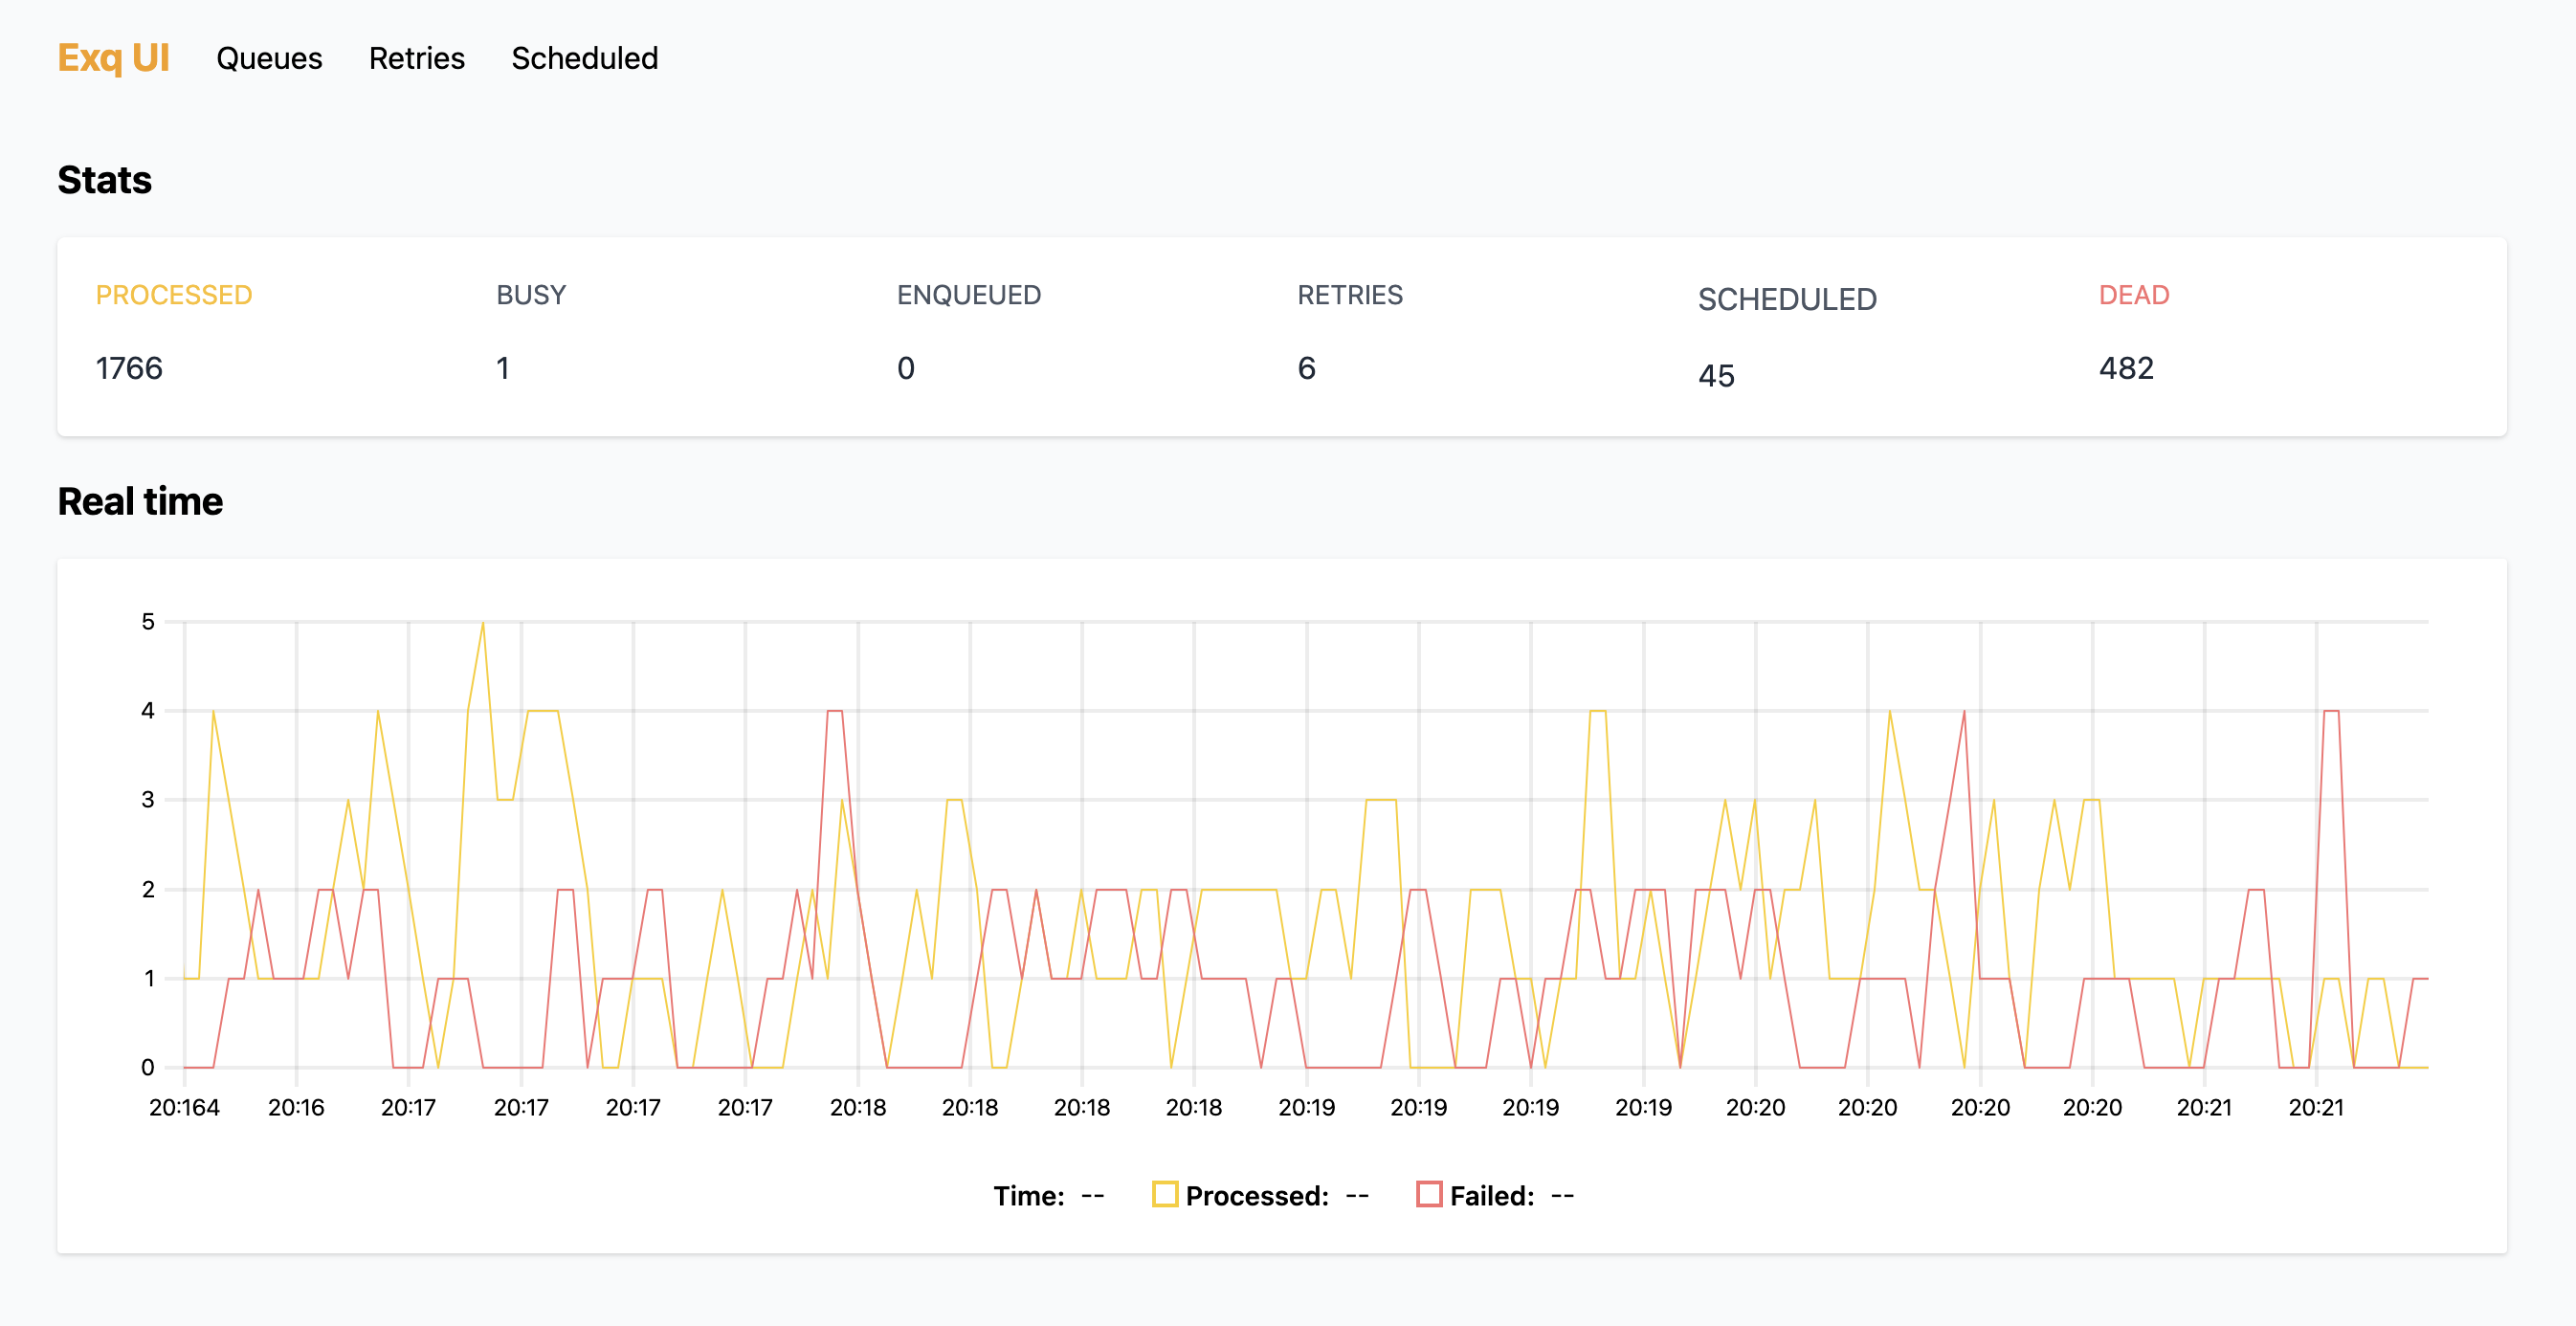 Exq UI Queues Retries Scheduled
Stats
PROCESSED BUSY ENQUEUED RETRIES SCHEDULED DEAD
1766 1 0 6 45 482
Real time
5
4
3
2
1
0
20:164 20:16 20:17 20:17 20:17 20:17 20:18 20:18 20:18 20:18 20:19 20:19 20:19 20:19 20:20 20:20 20:20 20:20 20:21 20:21
Time: -- Processed: -- Failed: --